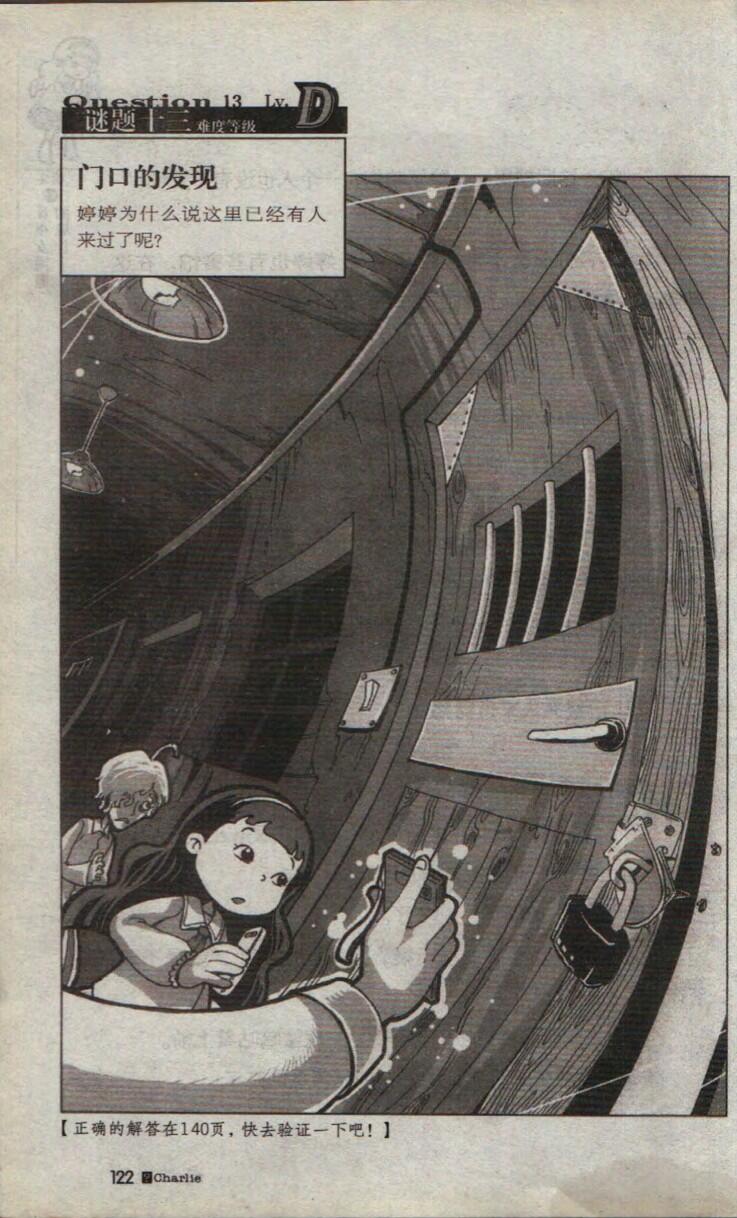 Question 13 Lv. D
谜题十三 难度等级
门口的发现
婷婷为什么说这里已经有人
来过了呢?
【正确的解答在140页，快去验证一下吧！】
122 Charlie